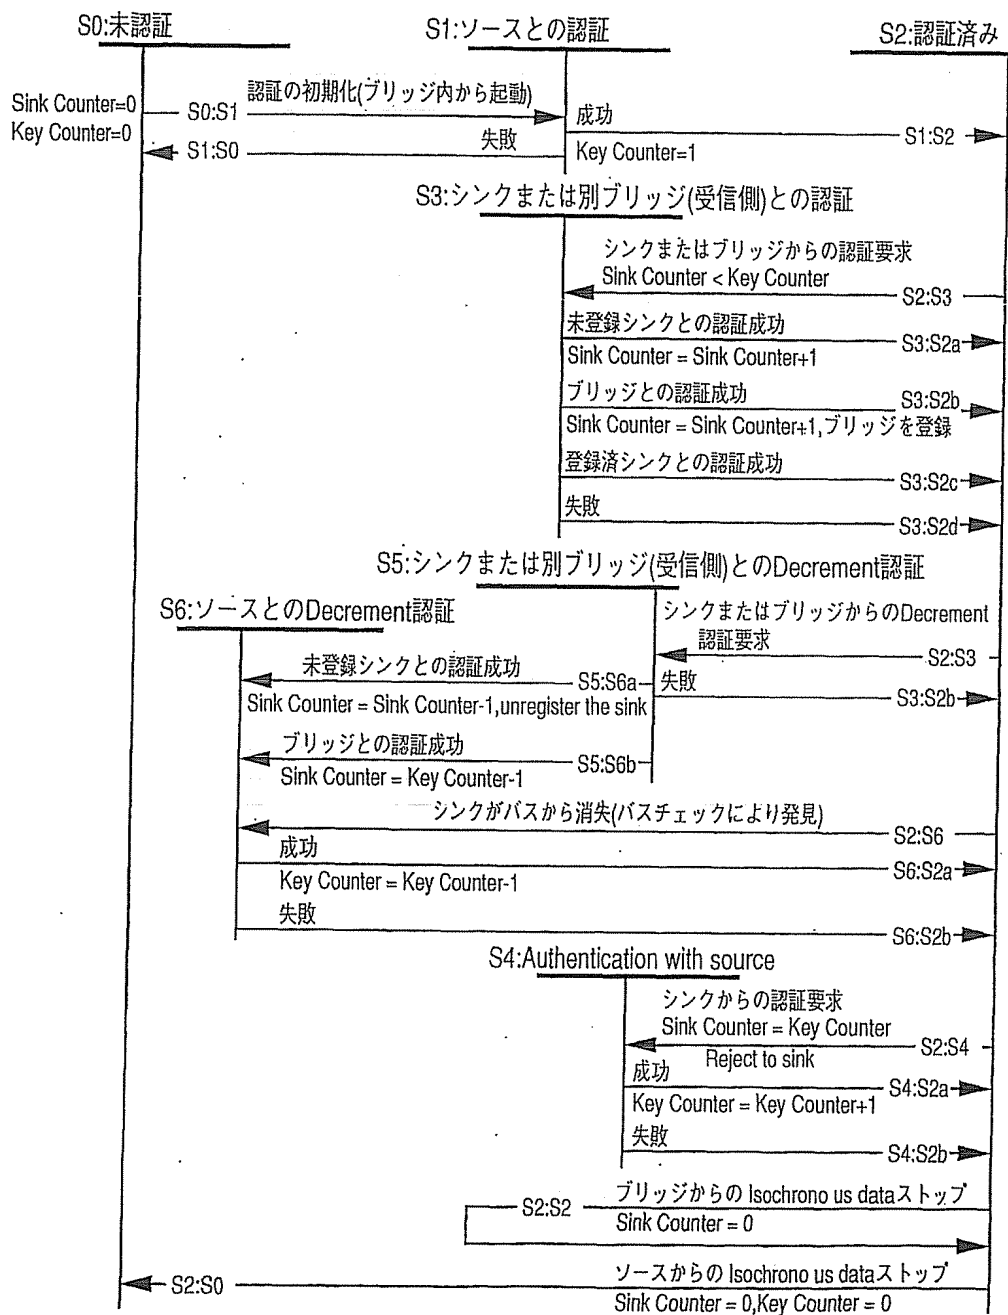 S0:未認証
S1:ソースとの認証
S2:認証済み
Sink Counter=0
Key Counter=0
認証の初期化(ブリッジ内から起動)
S0:S1
成功
S1:S2
失敗
S1:S0
Key Counter=1
S3:シンクまたは別ブリッジ(受信側)との認証
シンクまたはブリッジからの認証要求
Sink Counter < Key Counter
S2:S3
未登録シンクとの認証成功
S3:S2a
Sink Counter = Sink Counter+1
ブリッジとの認証成功
S3:S2b
Sink Counter = Sink Counter+1,ブリッジを登録
登録済シンクとの認証成功
S3:S2c
失敗
S3:S2d
S5:シンクまたは別ブリッジ(受信側)とのDecrement認証
S6:ソースとのDecrement認証
シンクまたはブリッジからのDecrement
認証要求
S2:S3
未登録シンクとの認証成功
S5:S6a
失敗
S3:S2b
Sink Counter = Sink Counter-1,unregister the sink
ブリッジとの認証成功
S5:S6b
Sink Counter = Key Counter-1
シンクがバスから消失(バスチェックにより発見)
S2:S6
成功
S6:S2a
Key Counter = Key Counter-1
失敗
S6:S2b
S4:Authentication with source
シンクからの認証要求
Sink Counter = Key Counter
S2:S4
Reject to sink
成功
S4:S2a
Key Counter = Key Counter+1
失敗
S4:S2b
ブリッジからの Isochrono us dataストップ
S2:S2
Sink Counter = 0
ソースからの Isochrono us dataストップ
S2:S0
Sink Counter = 0,Key Counter = 0